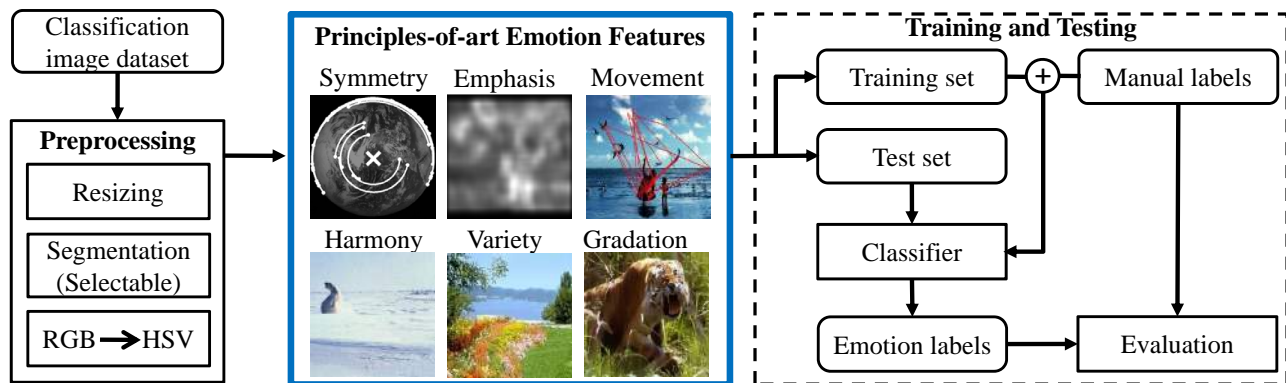 Classification
image dataset
Preprocessing
Resizing
Segmentation
(Selectable)
RGB HSV
Principles-of-art Emotion Features
Symmetry Emphasis Movement
Harmony Variety Gradation
Training and Testing
Training set + Manual labels
Test set
Classifier
Emotion labels Evaluation